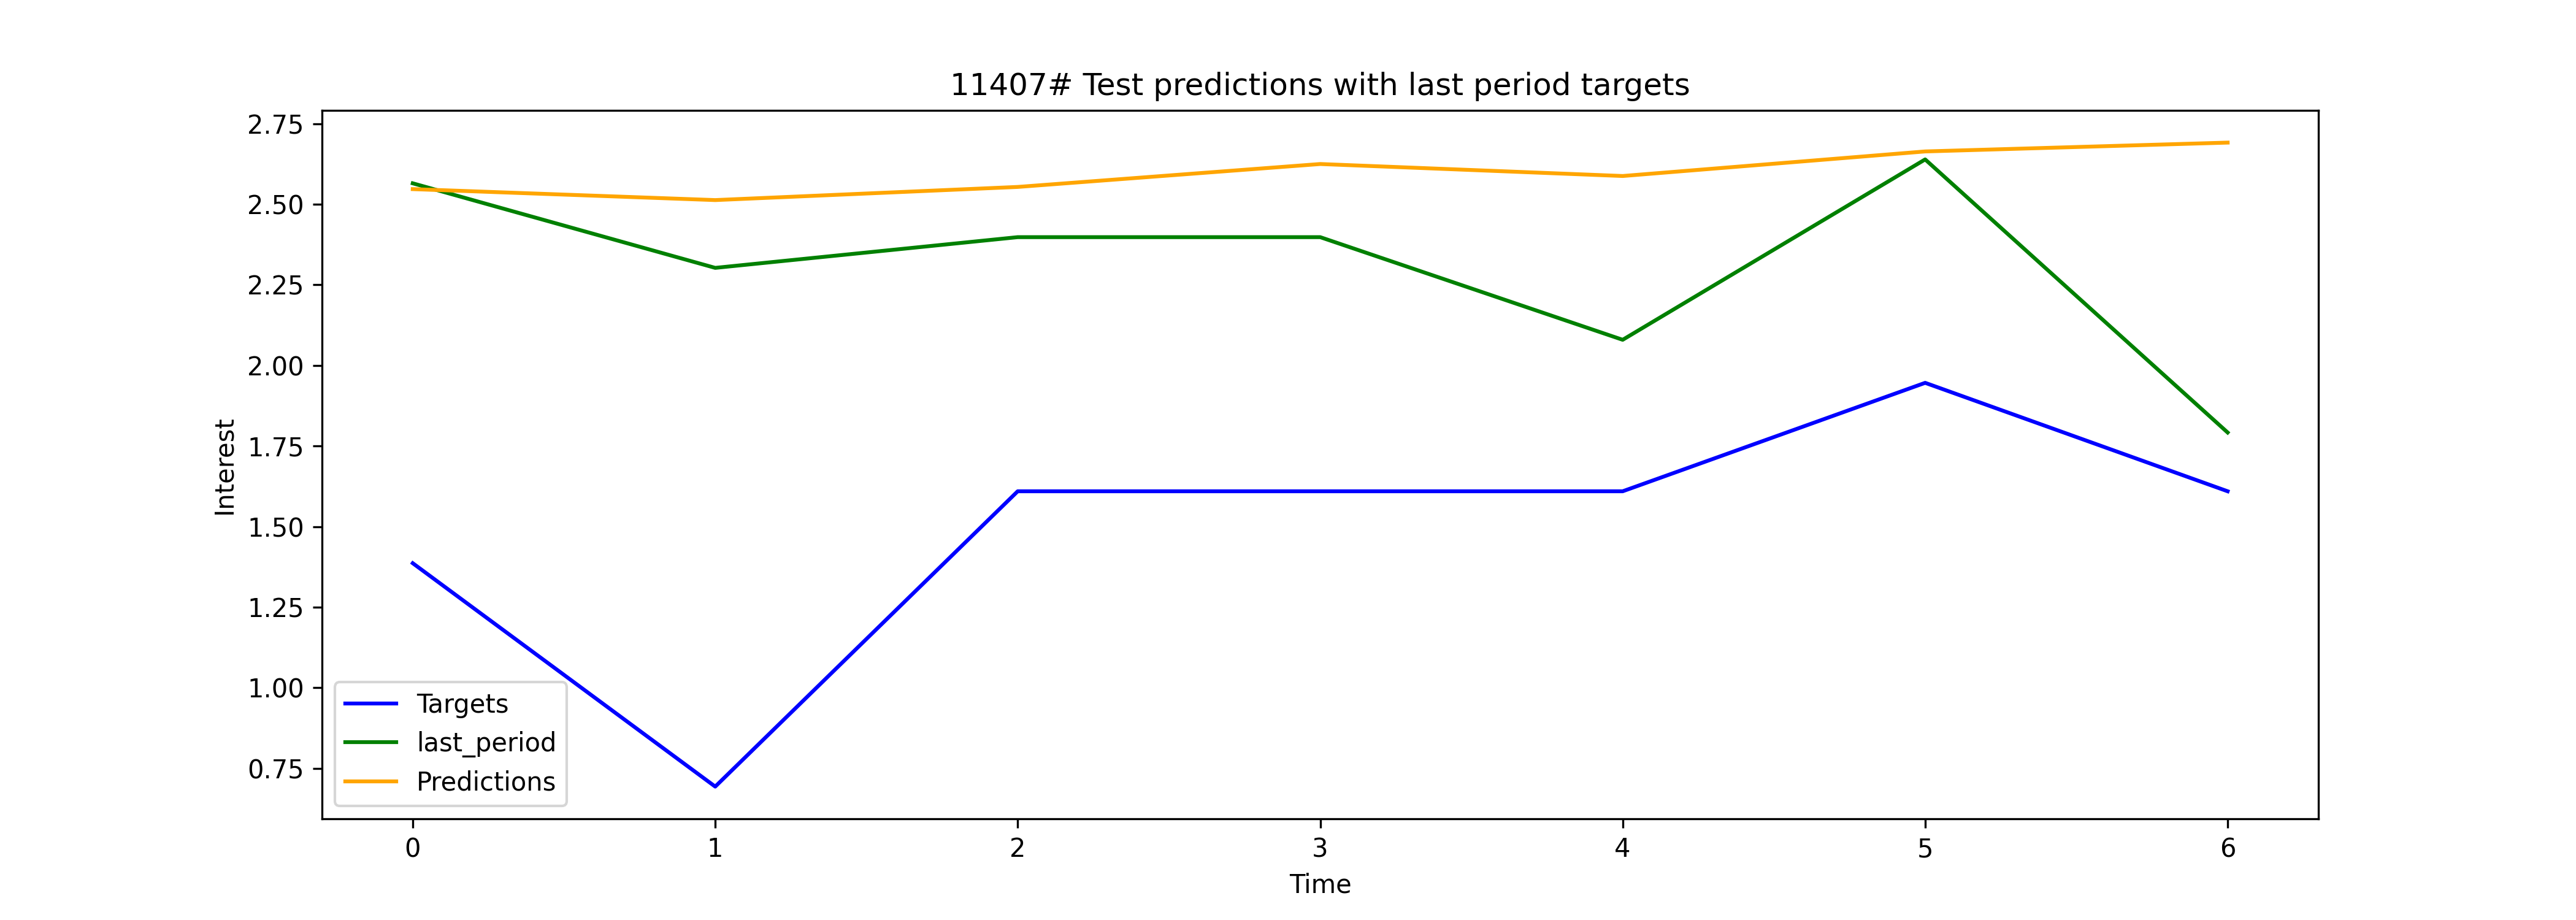 11407# Test predictions with last period targets
2.75
2.50
2.25
2.00
1.75
1.50
1.25
1.00
0.75
Interest
Targets
last_period
Predictions
0 1 2 3 4 5 6
Time